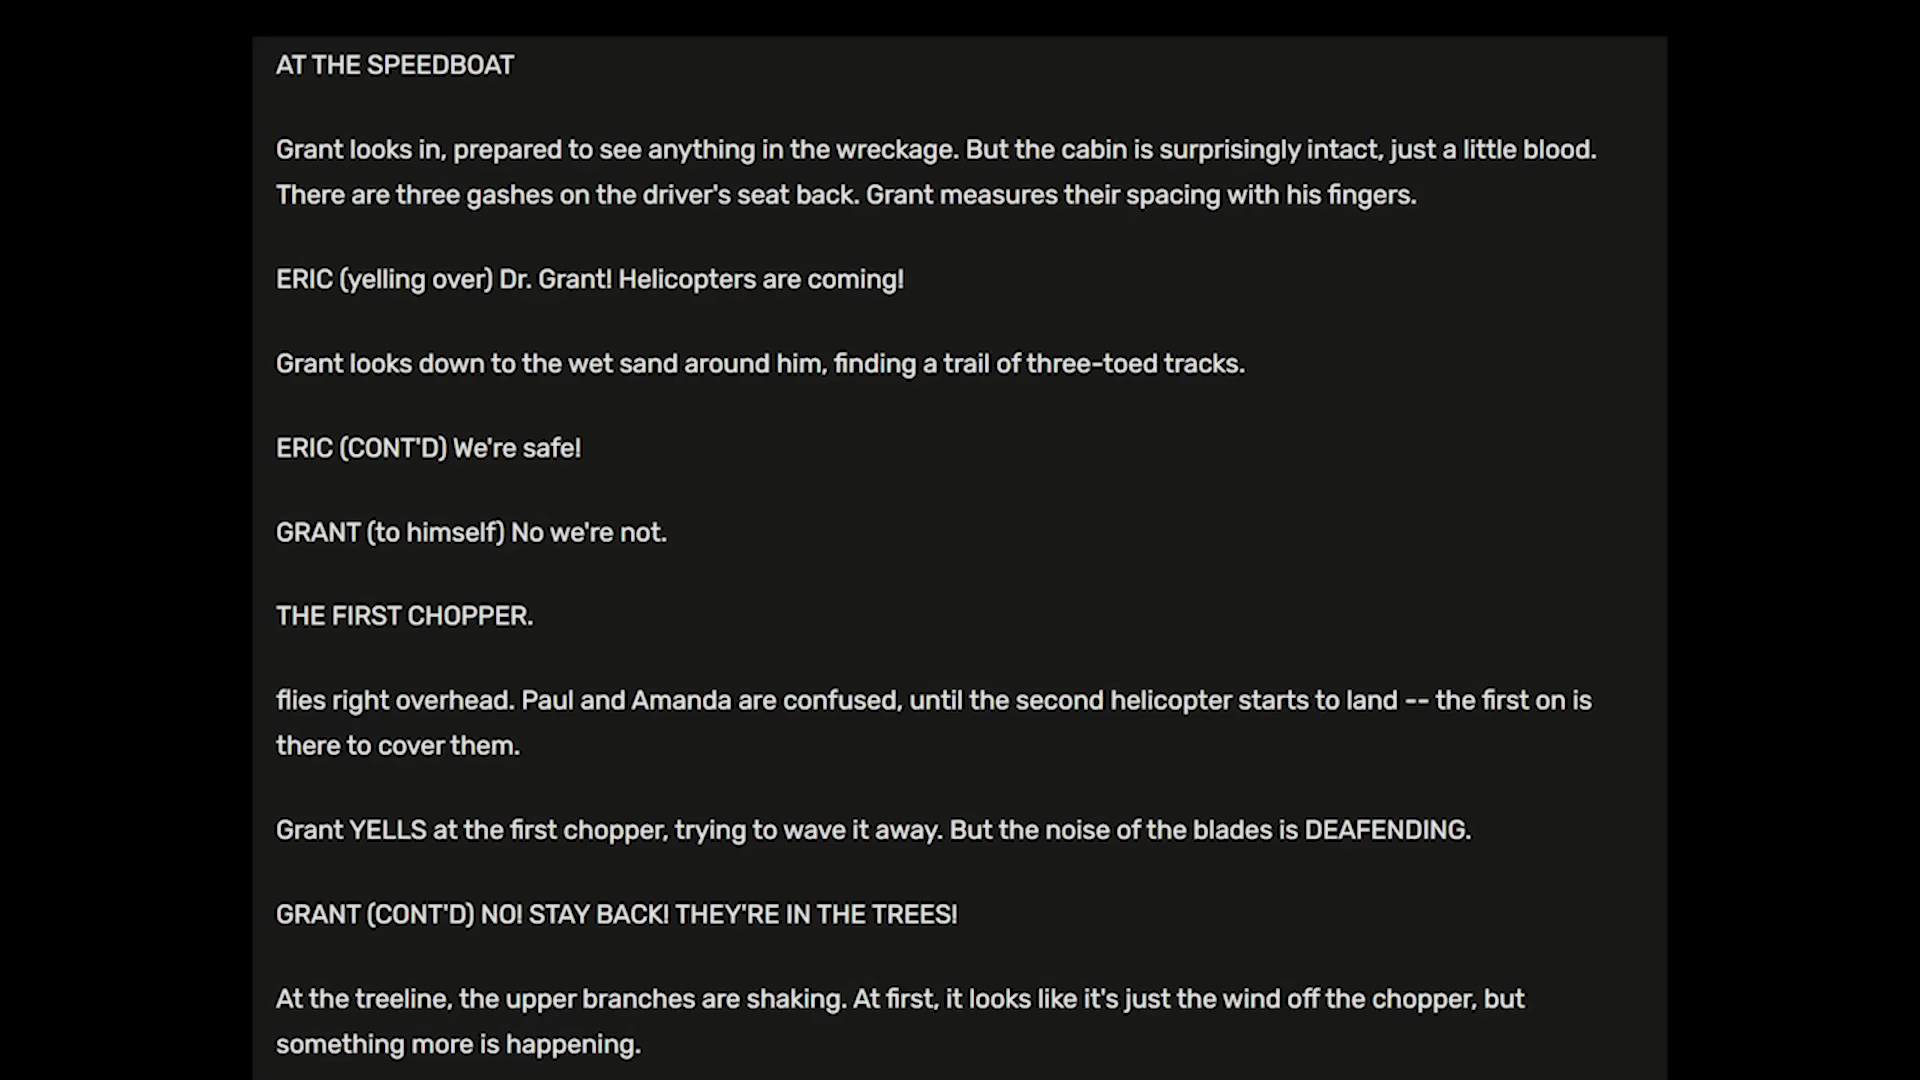 AT THE SPEEDBOAT
Grant looks in, prepared to see anything in the wreckage. But the cabin is surprisingly intact, just a little blood.
There are three gashes on the driver's seat back. Grant measures their spacing with his fingers.
ERIC (yelling over) Dr. Grant! Helicopters are coming!
Grant looks down to the wet sand around him, finding a trail of three-toed tracks.
ERIC (CONT'D) We're safe!
GRANT (to himself) No we're not.
THE FIRST CHOPPER.
flies right overhead. Paul and Amanda are confused, until the second helicopter starts to land -- the first on is
there to cover them.
Grant YELLS at the first chopper, trying to wave it away. But the noise of the blades is DEAFENDING.
GRANT (CONT'D) NO! STAY BACK! THEY'RE IN THE TREES!
At the treeline, the upper branches are shaking. At first, it looks like it's just the wind off the chopper, but
something more is happening.